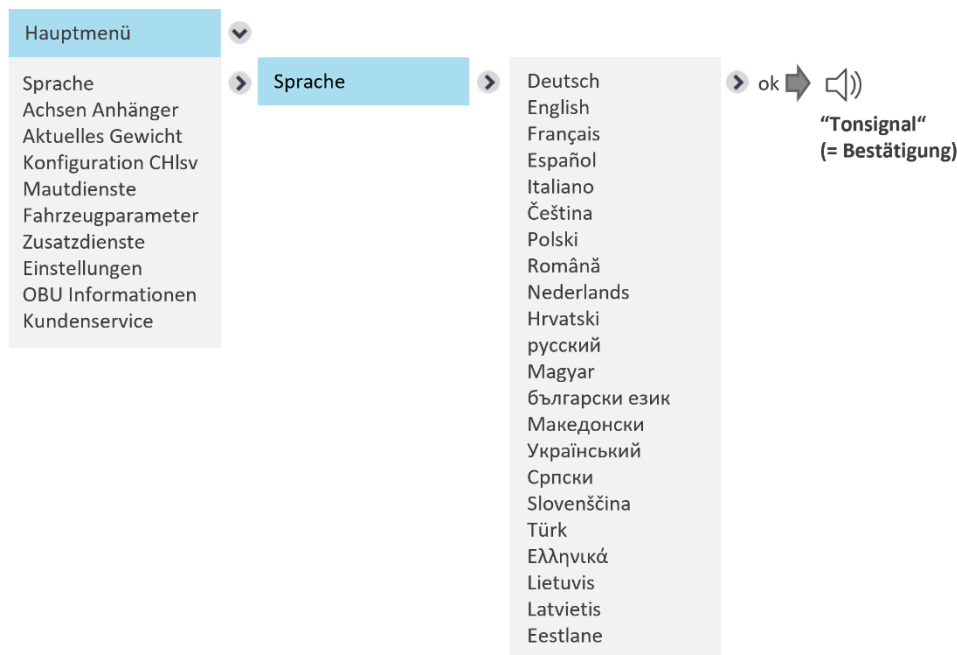 Hauptmenü
Sprache
Achsen Anhänger
Aktuelles Gewicht
Konfiguration CHlsv
Mautdienste
Fahrzeugparameter
Zusatzdienste
Einstellungen
OBU Informationen
Kundenservice
Sprache
Deutsch
English
Français
Español
Italiano
Čeština
Polski
Română
Nederlands
Hrvatski
русский
Magyar
български език
Македонски
Український
Српски
Slovenščina
Türk
Ελληνικά
Lietuvis
Latvietis
Eestlane
ok
“Tonsignal“
(= Bestätigung)